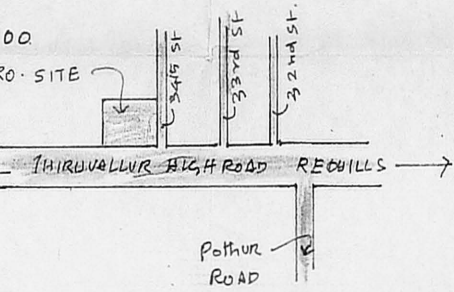 00.
RO. SITE
34th St
33rd St
32nd St.
THIRUVALLUR HIGH ROAD REDHILLS
Pothur
ROAD